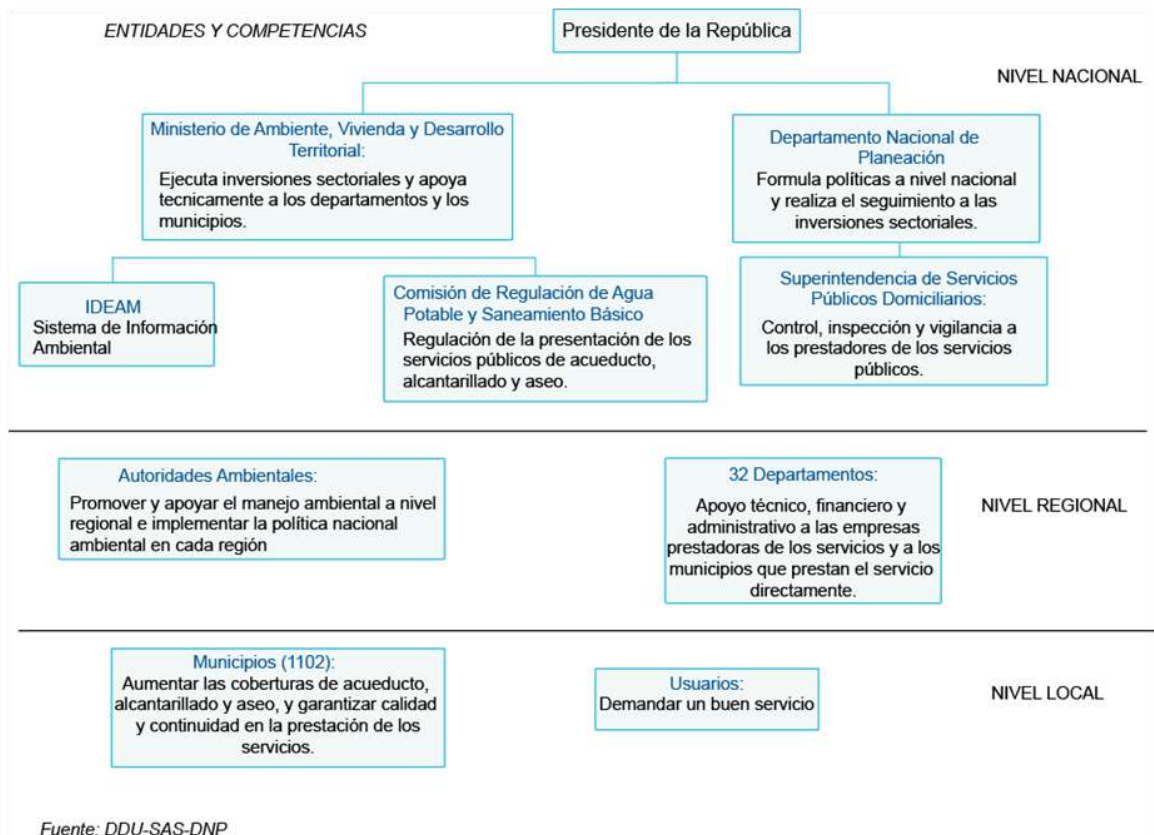 ENTIDADES Y COMPETENCIAS
Presidente de la República
NIVEL NACIONAL
Ministerio de Ambiente, Vivienda y Desarrollo
Territorial:
Ejecuta inversiones sectoriales y apoya
tecnicamente a los departamentos y los
municipios.
Departamento Nacional de
Planeación
Formula políticas a nivel nacional
y realiza el seguimiento a las
inversiones sectoriales.
IDEAM
Sistema de Información
Ambiental
Comisión de Regulación de Agua
Potable y Saneamiento Básico
Regulación de la presentación de los
servicios públicos de acueducto,
alcantarillado y aseo.
Superintendencia de Servicios
Públicos Domiciliarios:
Control, inspección y vigilancia a
los prestadores de los servicios
públicos.
Autoridades Ambientales:
Promover y apoyar el manejo ambiental a nivel
regional e implementar la política nacional
ambiental en cada región
32 Departamentos:
Apoyo técnico, financiero y
administrativo a las empresas
prestadoras de los servicios y a los
municipios que prestan el servicio
directamente.
NIVEL REGIONAL
Municipios (1102):
Aumentar las coberturas de acueducto,
alcantarillado y aseo, y garantizar calidad
y continuidad en la prestación de los
servicios.
Usuarios:
Demandar un buen servicio
NIVEL LOCAL
Fuente: DDU-SAS-DNP